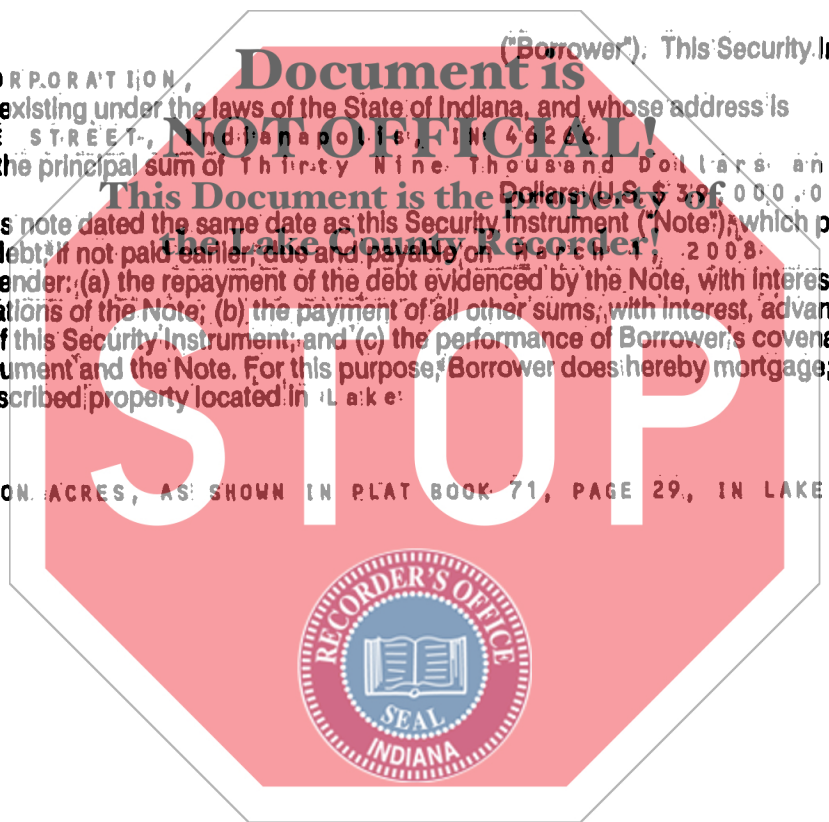 ("Borrower"). This Security I
Document is
RPORATION,
existing under the laws of the State of Indiana, and whose address is
STREET, Indianapolis, IN 46266
NOT OFFICIAL!
he principal sum of Thirty Nine Thousand Dollars an
This Document is the property of
Dollars (U.S. $ 39,000.0
s note dated the same date as this Security Instrument ("Note"), which p
the Lake County Recorder!
debt, if not paid earlier, due and payable on March 1, 2008.
ender: (a) the repayment of the debt evidenced by the Note, with interes
ations of the Note; (b) the payment of all other sums, with interest, advan
f this Security Instrument; and (c) the performance of Borrower's covena
ument and the Note. For this purpose, Borrower does hereby mortgage,
scribed property located in Lake
STOP
ON ACRES, AS SHOWN IN PLAT BOOK 71, PAGE 29, IN LAKE
RECORDER'S OFFICE
SEAL
INDIANA